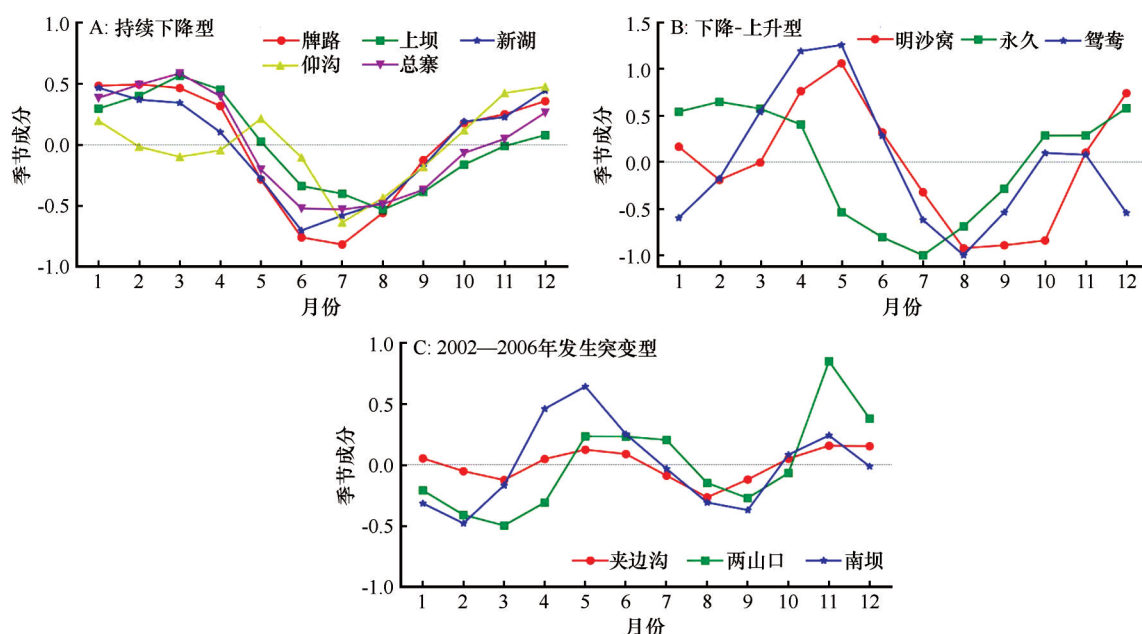 A: 持续下降型
牌路 上坝 新湖
仰沟 总寨
1.0
0.5
0.0
-0.5
-1.0
季节成分
1 2 3 4 5 6 7 8 9 10 11 12
月份
B: 下降-上升型
明沙窝 永久 鸳鸯
1.5
1.0
0.5
0.0
-0.5
-1.0
季节成分
1 2 3 4 5 6 7 8 9 10 11 12
月份
C: 2002—2006年发生突变型
1.0
0.5
0.0
-0.5
-1.0
季节成分
夹边沟 两山口 南坝
1 2 3 4 5 6 7 8 9 10 11 12
月份